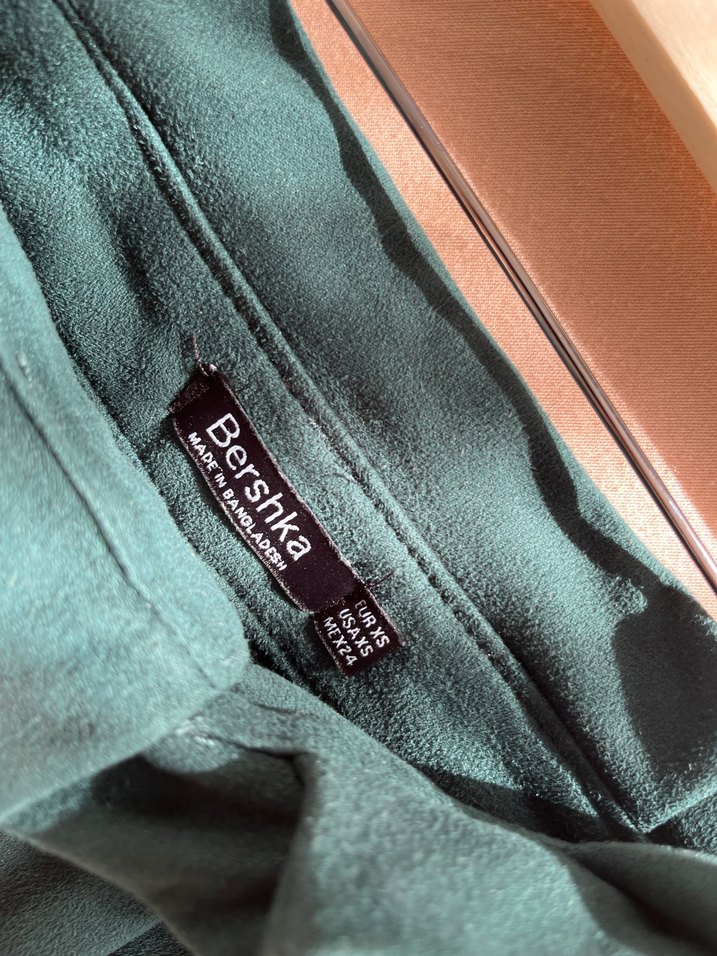 Bershka
MADE IN BANGLADESH
EUR XS
USA XS
MEX 24